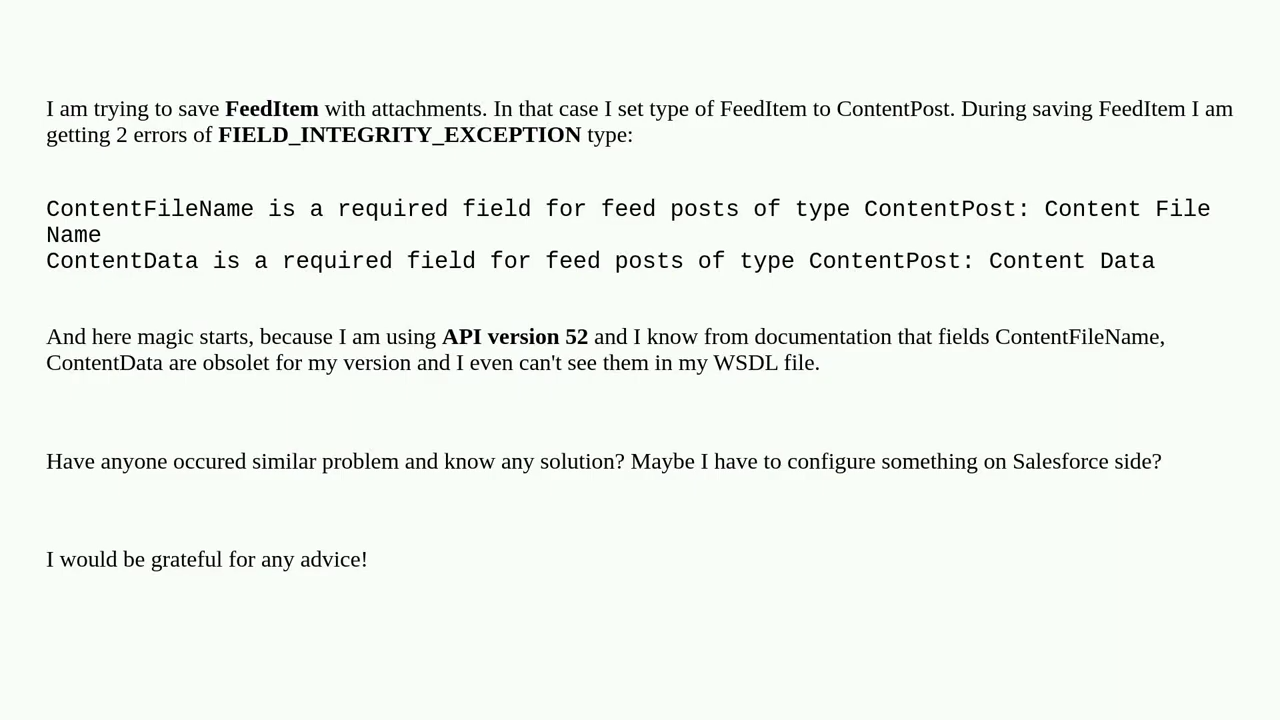 I am trying to save FeedItem with attachments. In that case I set type of FeedItem to ContentPost. During saving FeedItem I am
getting 2 errors of FIELD_INTEGRITY_EXCEPTION type:
ContentFileName is a required field for feed posts of type ContentPost: Content File
Name
ContentData is a required field for feed posts of type ContentPost: Content Data
And here magic starts, because I am using API version 52 and I know from documentation that fields ContentFileName,
ContentData are obsolet for my version and I even can't see them in my WSDL file.
Have anyone occured similar problem and know any solution? Maybe I have to configure something on Salesforce side?
I would be grateful for any advice!